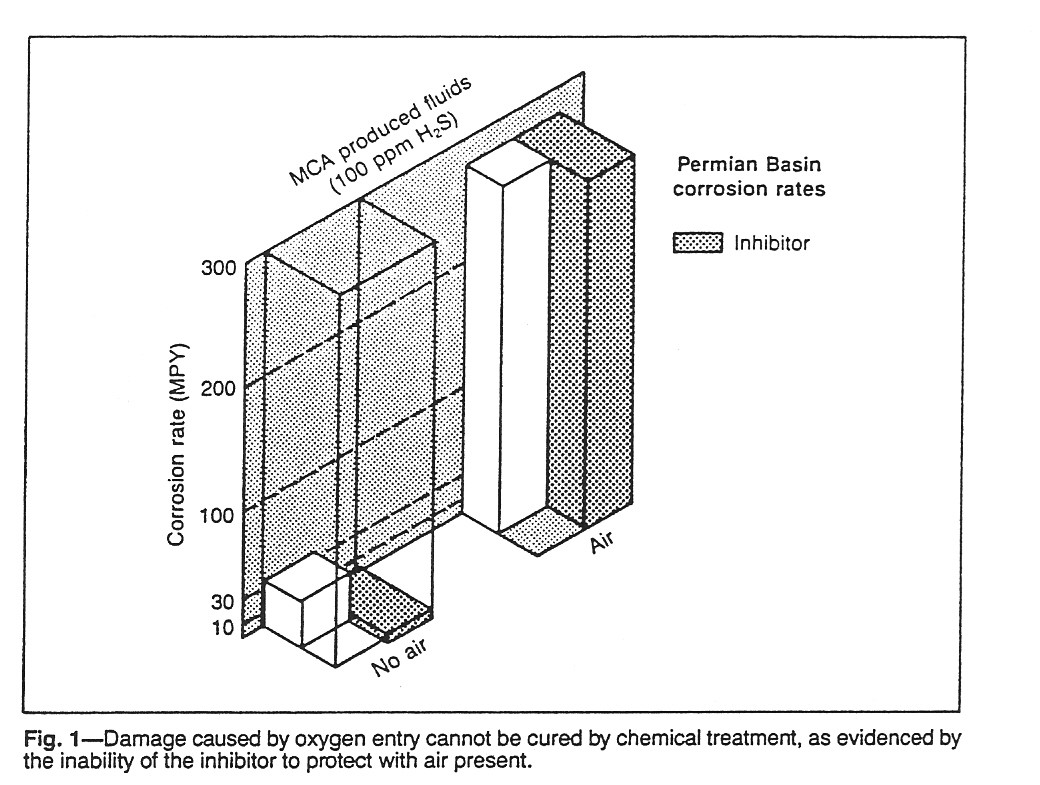 MCA produced fluids
(100 ppm H₂S)
Permian Basin
corrosion rates
Inhibitor
300
200
100
30
10
Corrosion rate (MPY)
Air
No air
Fig. 1—Damage caused by oxygen entry cannot be cured by chemical treatment, as evidenced by
the inability of the inhibitor to protect with air present.